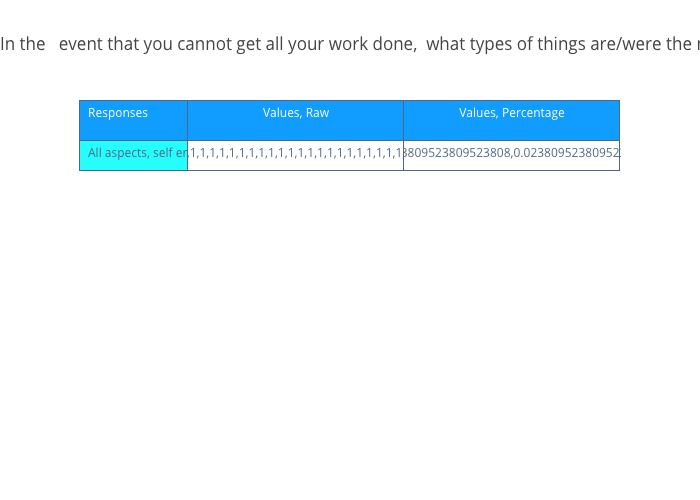 In the event that you cannot get all your work done, what types of things are/were the
Responses Values, Raw Values, Percentage
All aspects, self 1,1,1,1,1,1,1,1,1,1,1,1,1,1,1,1,1,1,1,1,1,1 3809523809523808,0.02380952380952